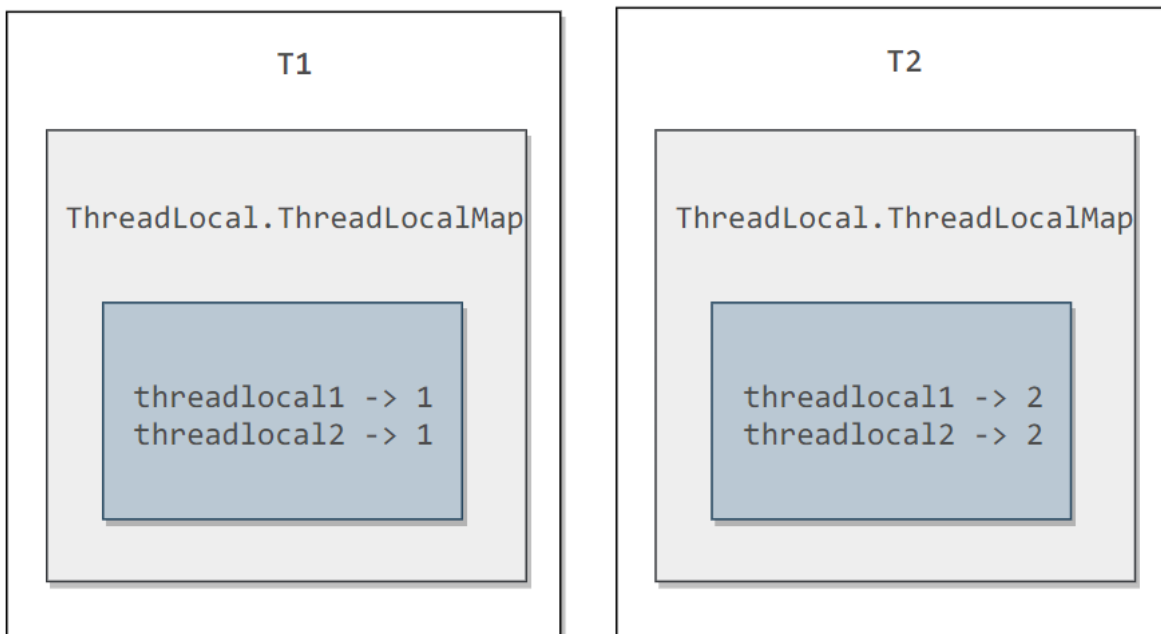 T1
ThreadLocal.ThreadLocalMap
threadlocal1 -> 1
threadlocal2 -> 1
T2
ThreadLocal.ThreadLocalMap
threadlocal1 -> 2
threadlocal2 -> 2